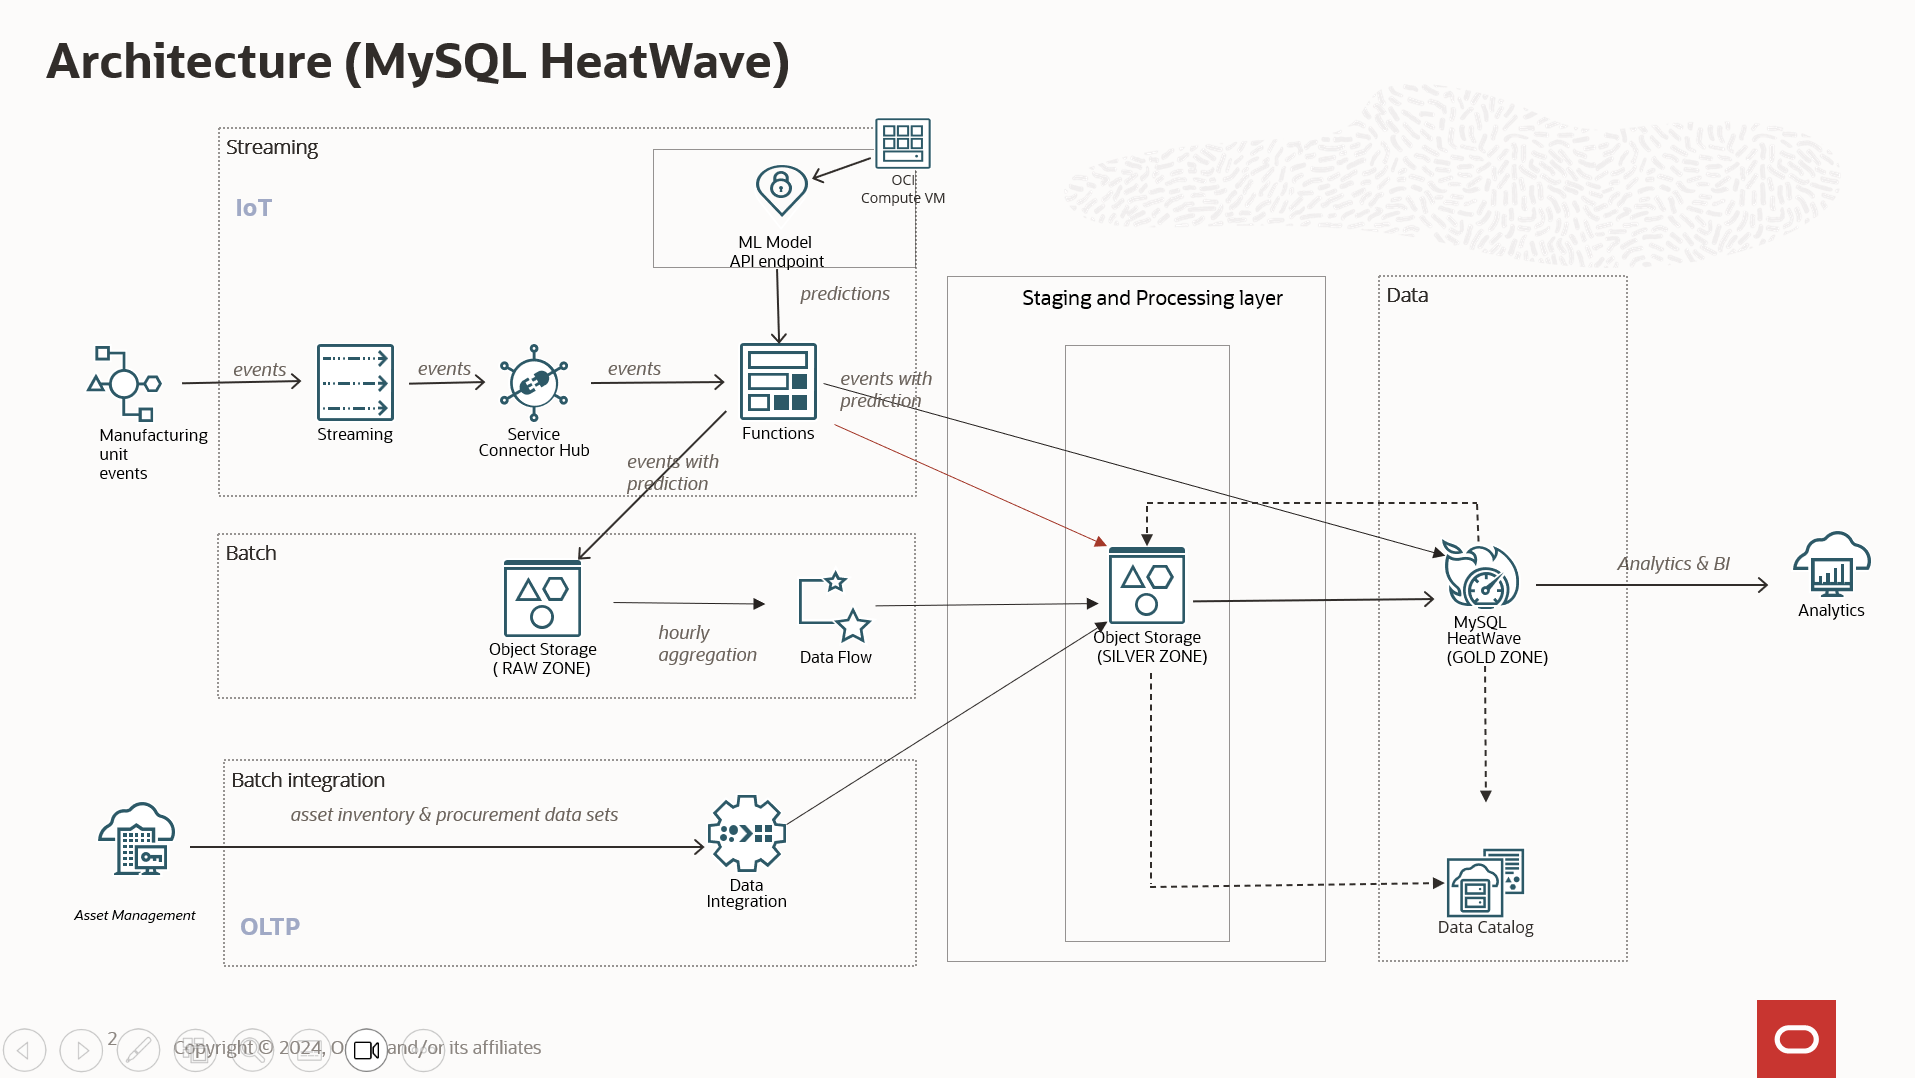 Architecture (MySQL HeatWave)
Streaming
IoT
OCI
Compute VM
ML Model
API endpoint
predictions
Staging and Processing layer
Data
events
events
events
events with
prediction
Manufacturing
unit
events
Streaming
Service
Connector Hub
Functions
events with
prediction
Batch
Object Storage
( RAW ZONE)
hourly
aggregation
Data Flow
Object Storage
(SILVER ZONE)
MySQL
HeatWave
(GOLD ZONE)
Analytics & BI
Analytics
Batch integration
asset inventory & procurement data sets
Data
Integration
Asset Management
OLTP
Data Catalog
2
Copyright © 2024, O and/or its affiliates